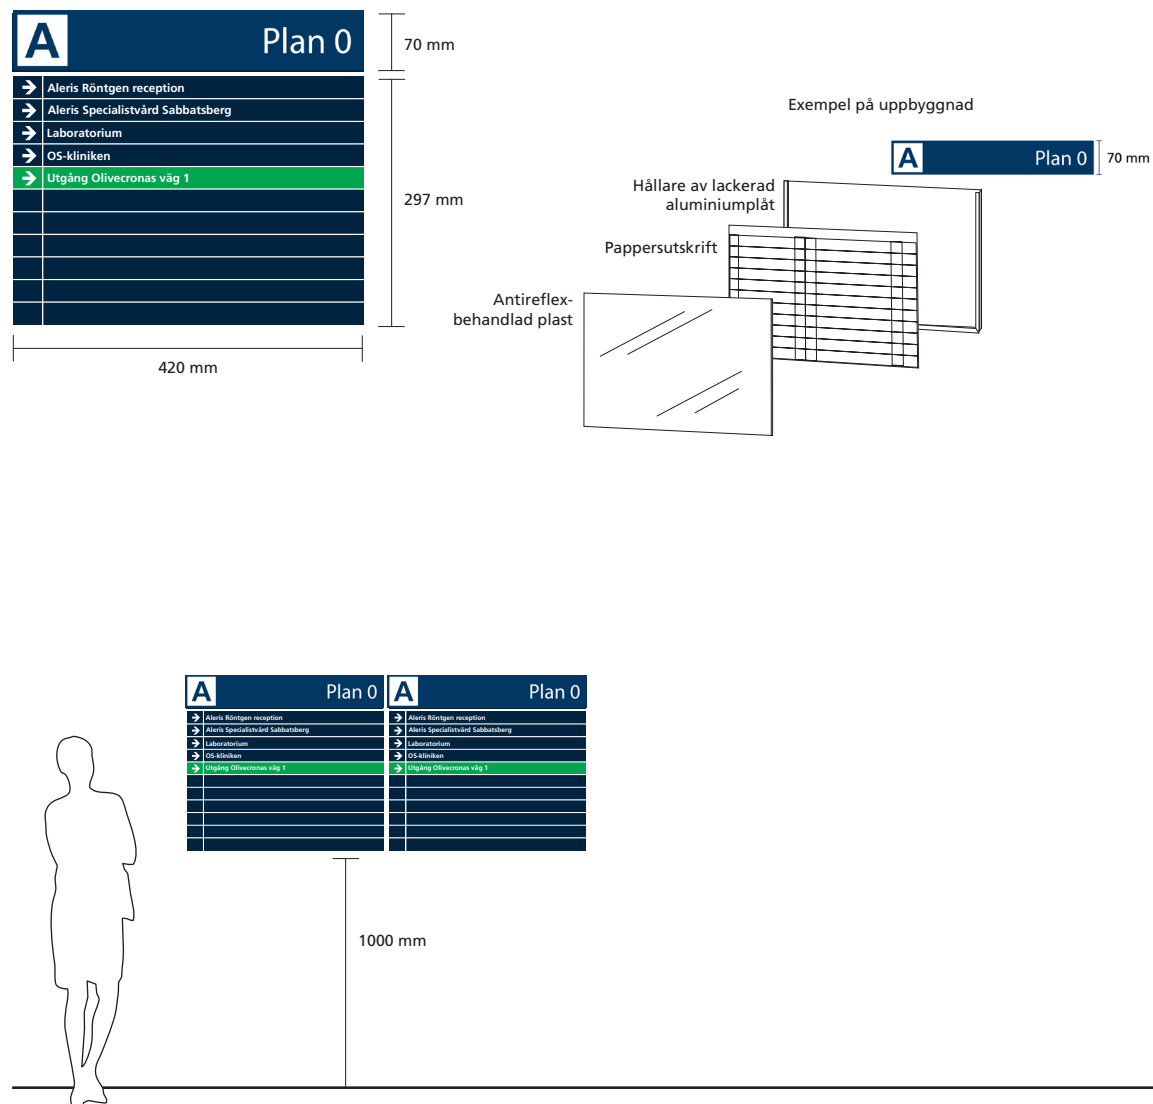 A Plan 0
Aleris Röntgen reception
Aleris Specialistvård Sabbatsberg
Laboratorium
OS-kliniken
Utgång Olivecronas väg 1
70 mm
297 mm
420 mm
Exempel på uppbyggnad
A Plan 0
70 mm
Hållare av lackerad
aluminiumplåt
Pappersutskrift
Antireflex-
behandlad plast
A Plan 0
Aleris Röntgen reception
Aleris Specialistvård Sabbatsberg
Laboratorium
OS-kliniken
Utgång Olivecronas väg 1
A Plan 0
Aleris Röntgen reception
Aleris Specialistvård Sabbatsberg
Laboratorium
OS-kliniken
Utgång Olivecronas väg 1
1000 mm